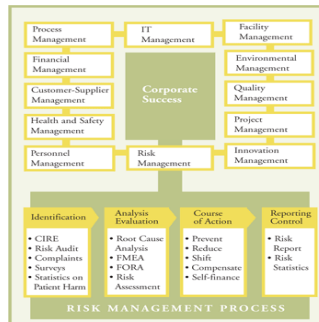 Process
Management
IT
Management
Facility
Management
Financial
Management
Environmental
Management
Corporate
Success
Customer-Supplier
Management
Quality
Management
Health and Safety
Management
Project
Management
Personnel
Management
Risk
Management
Innovation
Management
Identification
• CIRE
• Risk Audit
• Complaints
• Surveys
• Statistics on
Patient Harm
Analysis
Evaluation
• Root Cause
Analysis
• FMEA
• FORA
• Risk
Assessment
Course
of Action
• Prevent
• Reduce
• Shift
• Compensate
• Self-finance
Reporting
Control
• Risk
Report
• Risk
Statistics
RISK MANAGEMENT PROCESS